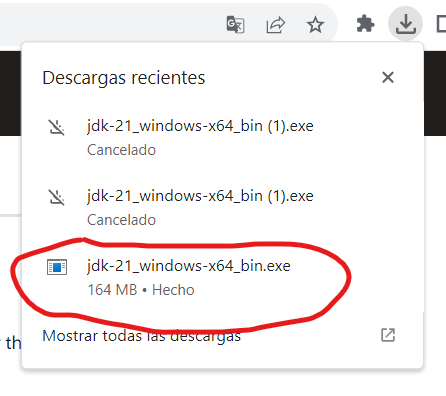 Descargas recientes
jdk-21_windows-x64_bin (1).exe
Cancelado
jdk-21_windows-x64_bin (1).exe
Cancelado
jdk-21_windows-x64_bin.exe
164 MB • Hecho
Mostrar todas las descargas